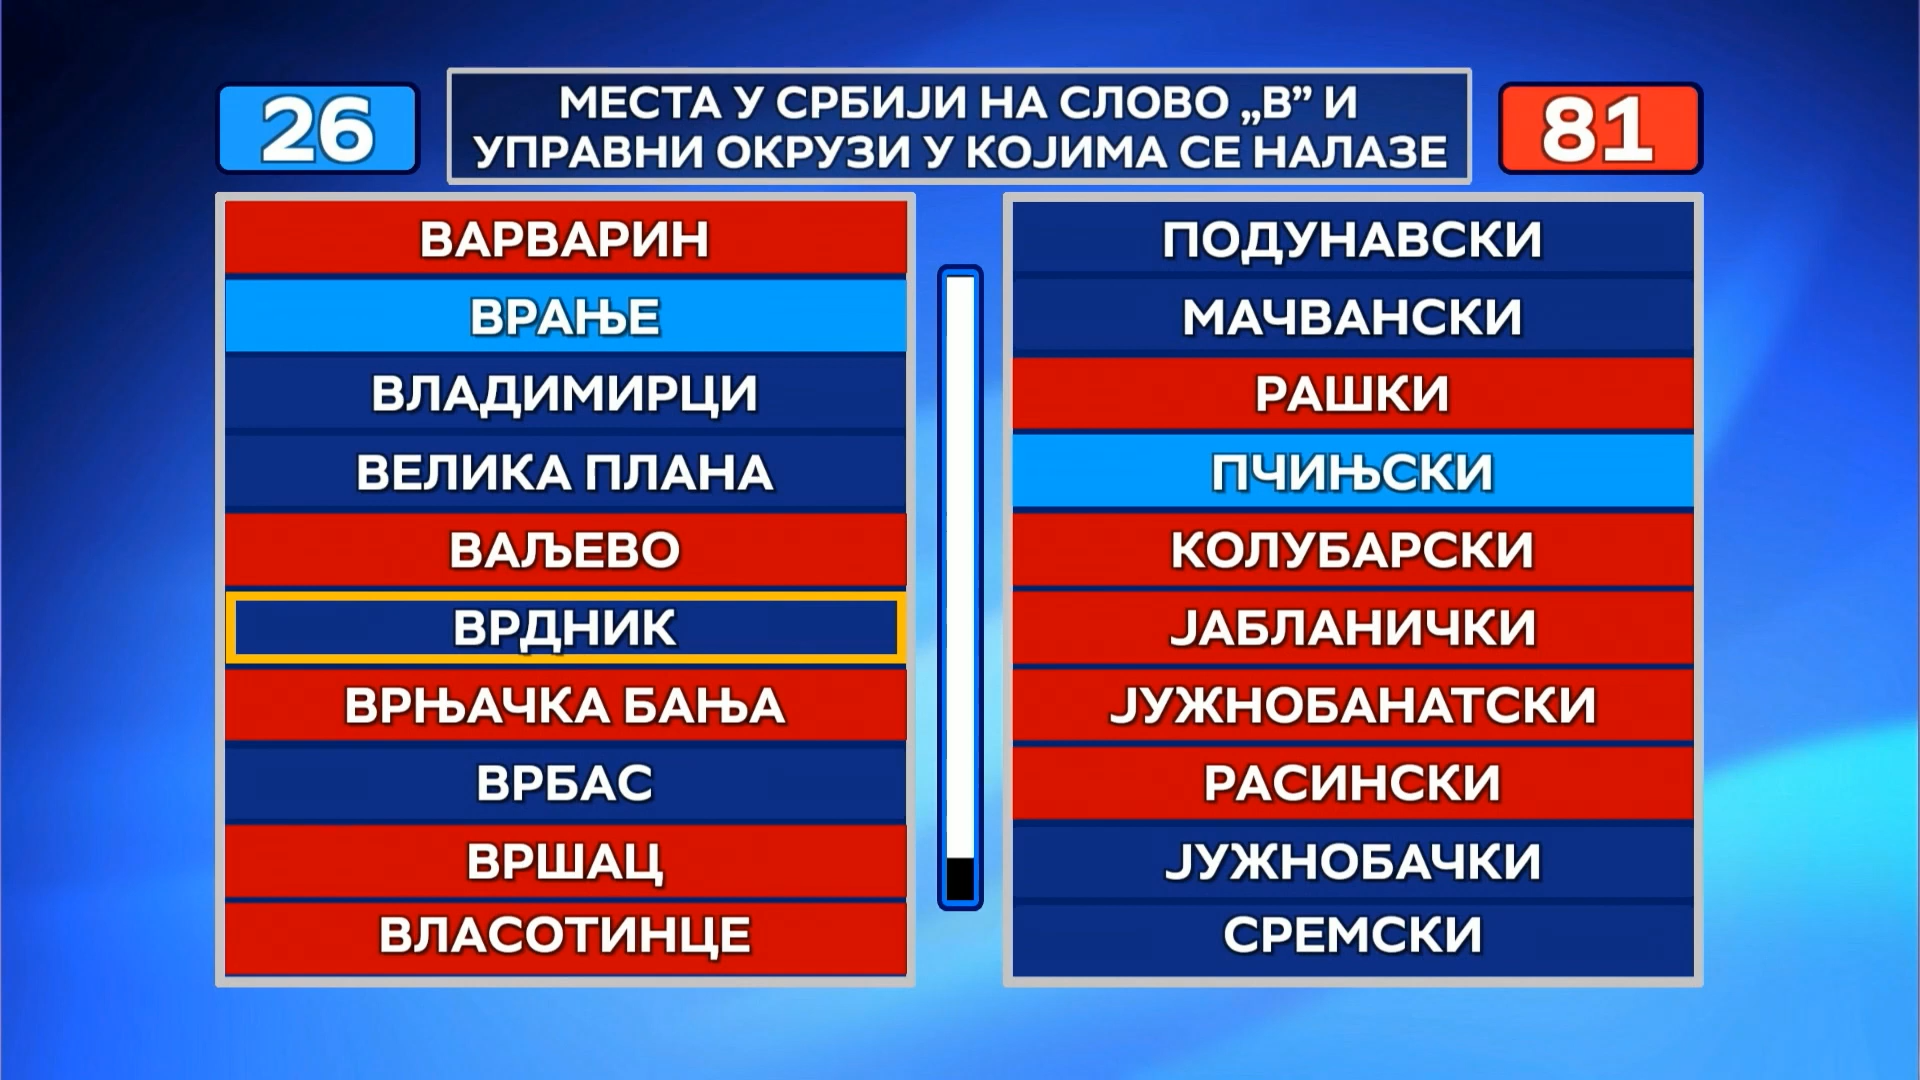 26
МЕСТА У СРБИЈИ НА СЛОВО „В” И
УПРАВНИ ОКРУЗИ У КОЈИМА СЕ НАЛАЗЕ
81
ВАРВАРИН
ВРАЊЕ
ВЛАДИМИРЦИ
ВЕЛИКА ПЛАНА
ВАЉЕВО
ВРДНИК
ВРЊАЧКА БАЊА
ВРБАС
ВРШАЦ
ВЛАСОТИНЦЕ
ПОДУНАВСКИ
МАЧВАНСКИ
РАШКИ
ПЧИЊСКИ
КОЛУБАРСКИ
ЈАБЛАНИЧКИ
ЈУЖНОБАНАТСКИ
РАСИНСКИ
ЈУЖНОБАЧКИ
СРЕМСКИ